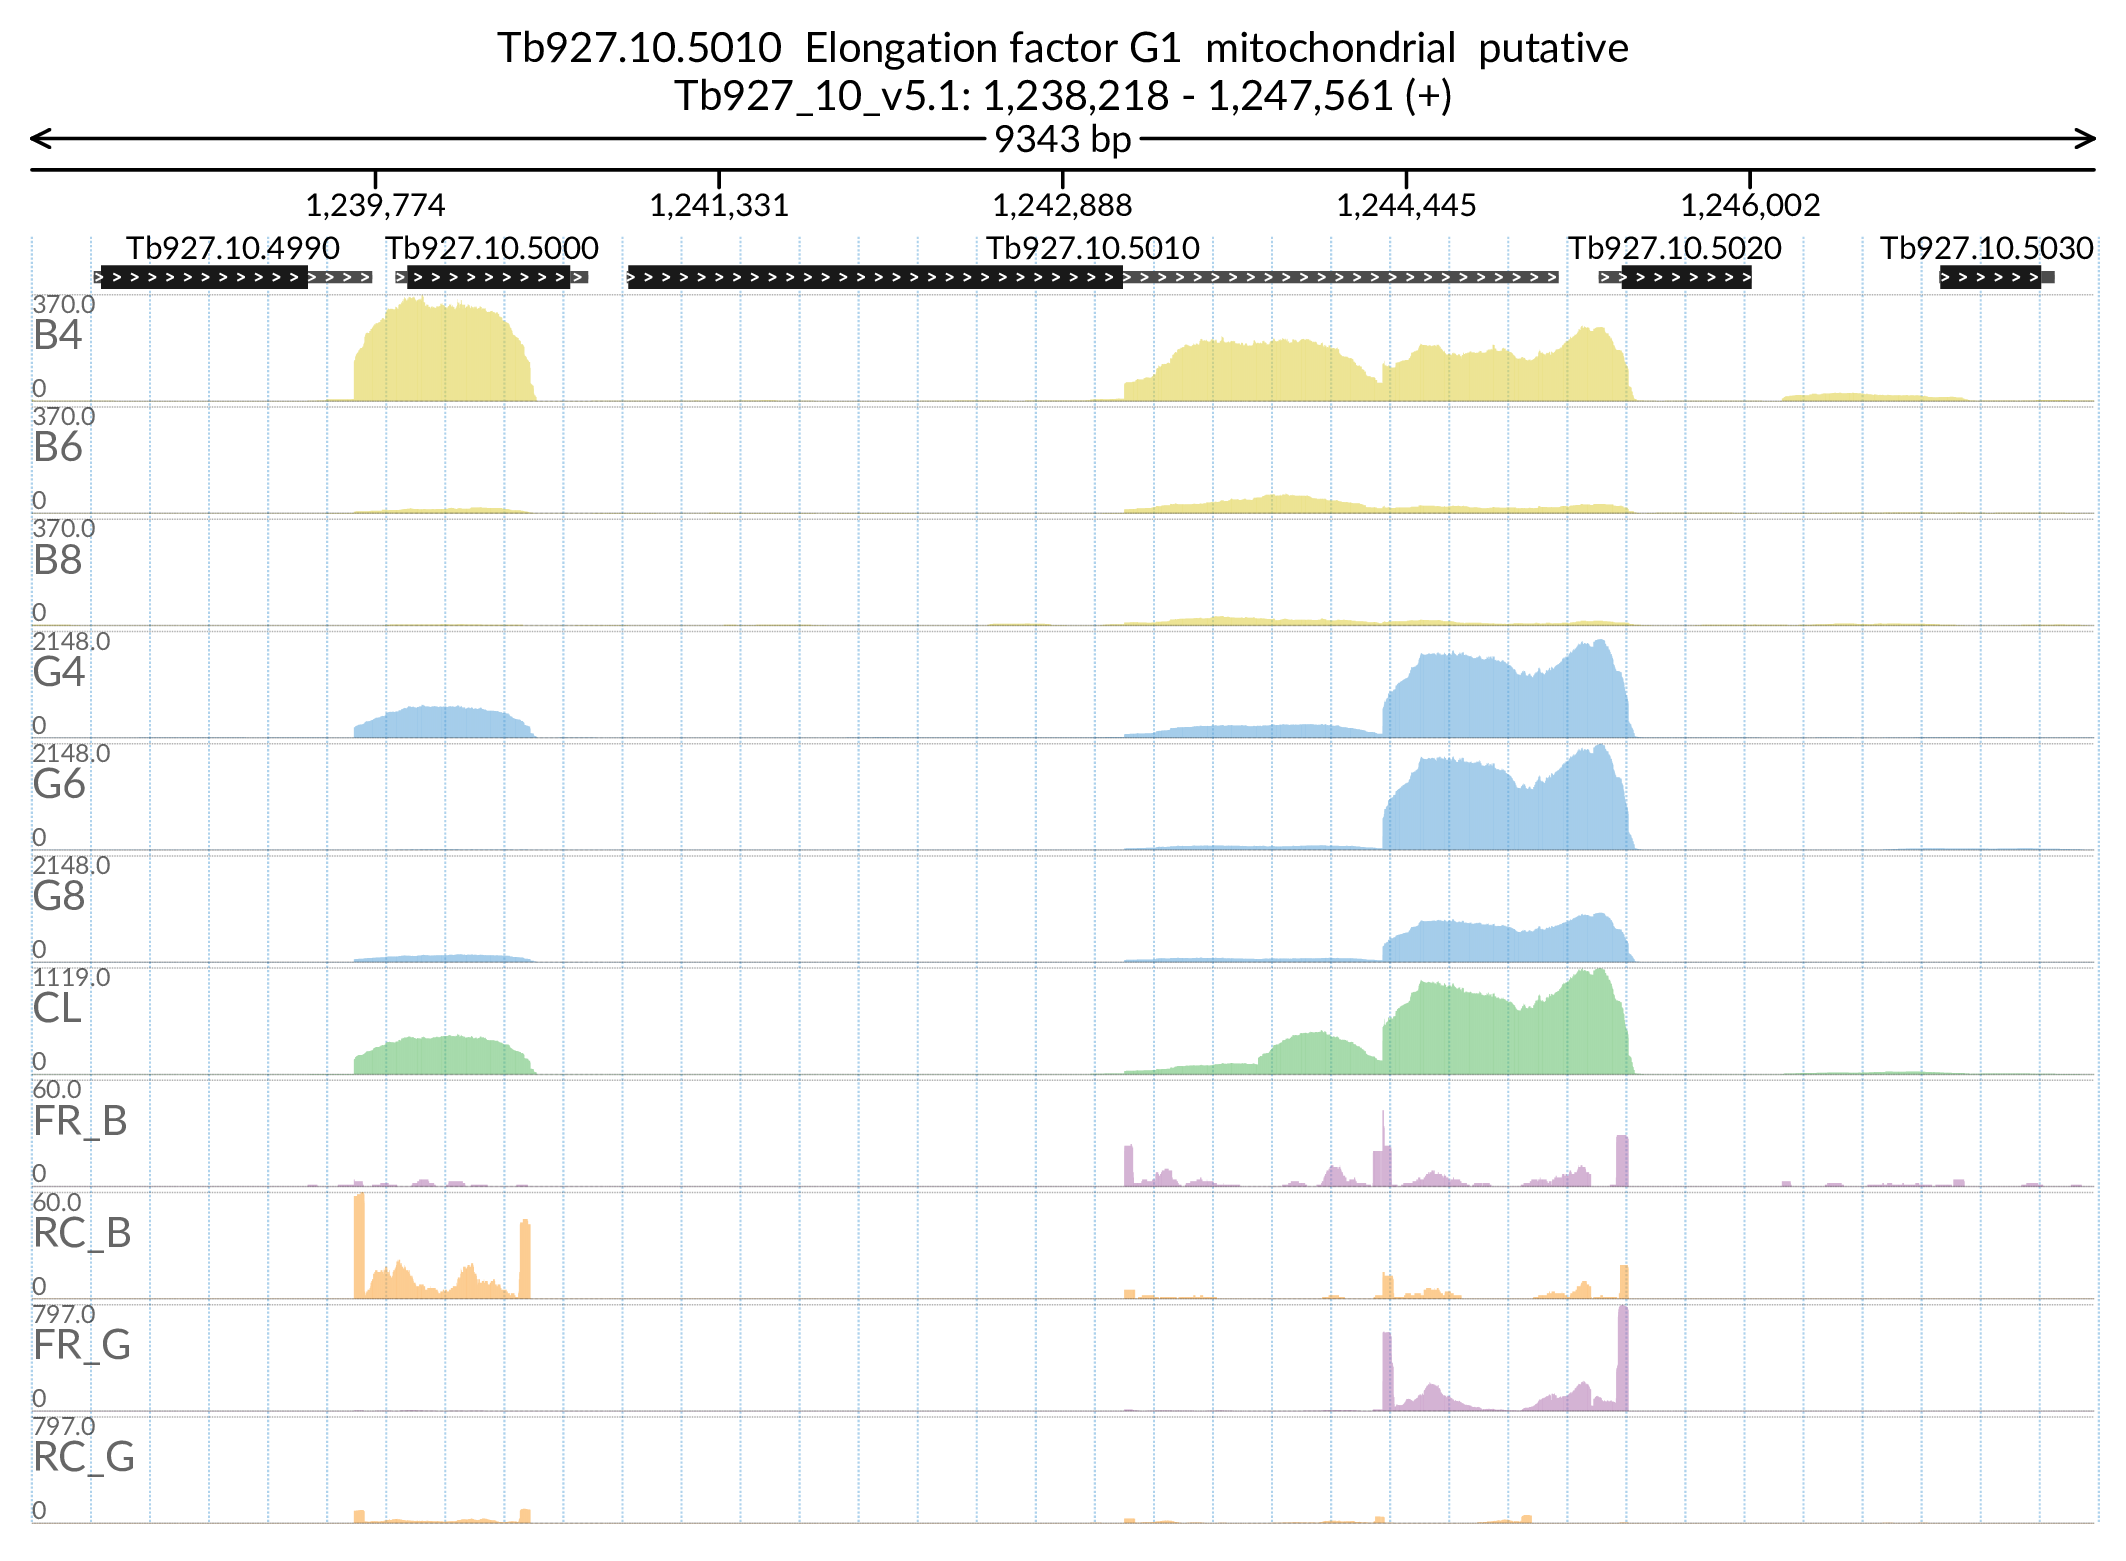 Tb927.10.5010 Elongation factor G1 mitochondrial putative
Tb927_10_v5.1: 1,238,218 - 1,247,561 (+)
9343 bp
1,239,774 1,241,331 1,242,888 1,244,445 1,246,002
Tb927.10.4990 Tb927.10.5000 Tb927.10.5010 Tb927.10.5020 Tb927.10.5030
370.0
B4
0
370.0
B6
0
370.0
B8
0
2148.0
G4
0
2148.0
G6
0
2148.0
G8
0
1119.0
CL
0
60.0
FR_B
0
60.0
RC_B
0
797.0
FR_G
0
797.0
RC_G
0